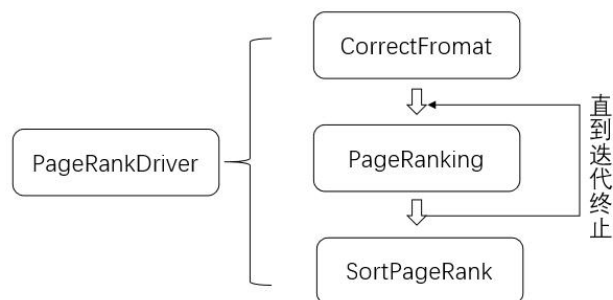 CorrectFromat
PageRankDriver
PageRanking
SortPageRank
直到迭代终止